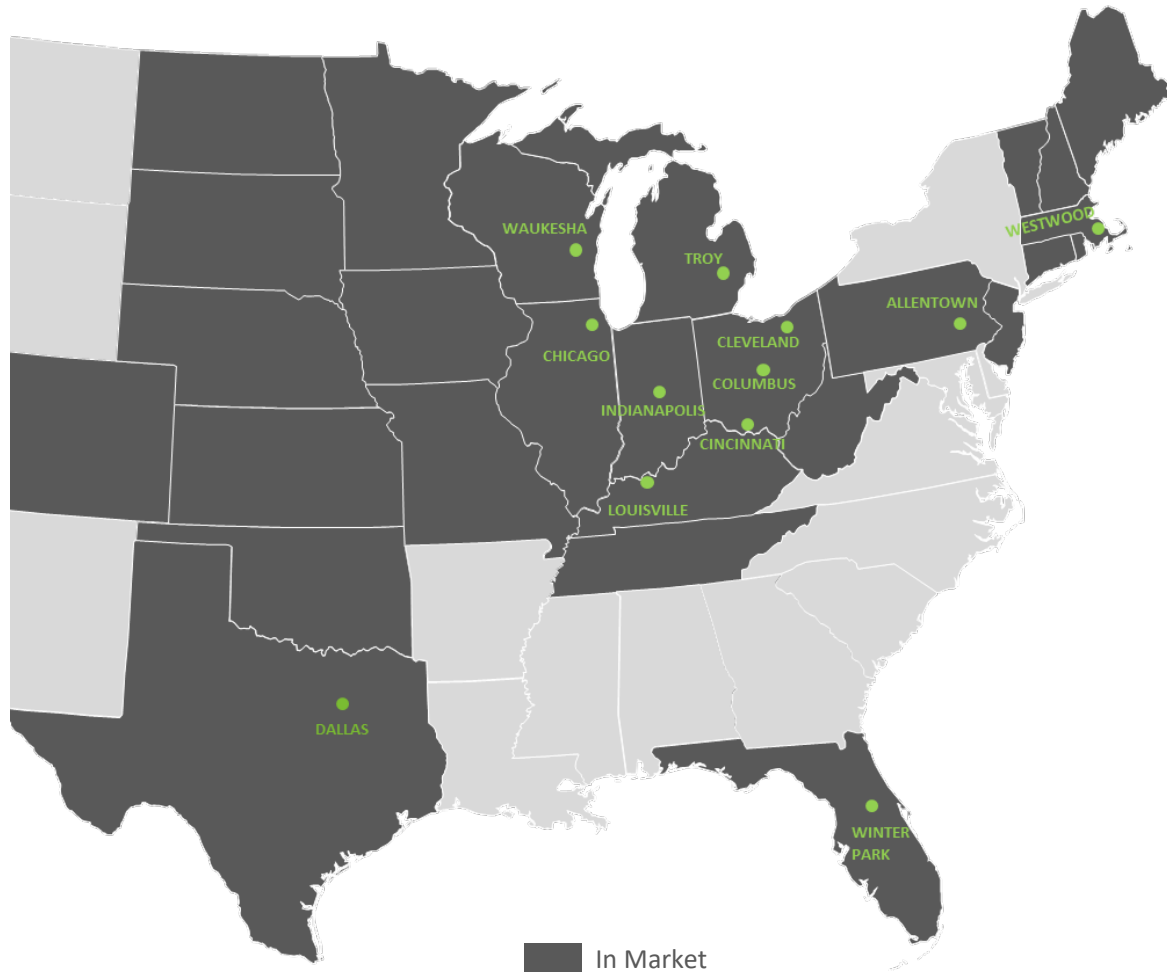 WESTWOOD
WAUKESHA
TROY
ALLENTOWN
CLEVELAND
CHICAGO
COLUMBUS
INDIANAPOLIS
CINCINNATI
LOUISVILLE
DALLAS
WINTER
PARK
In Market